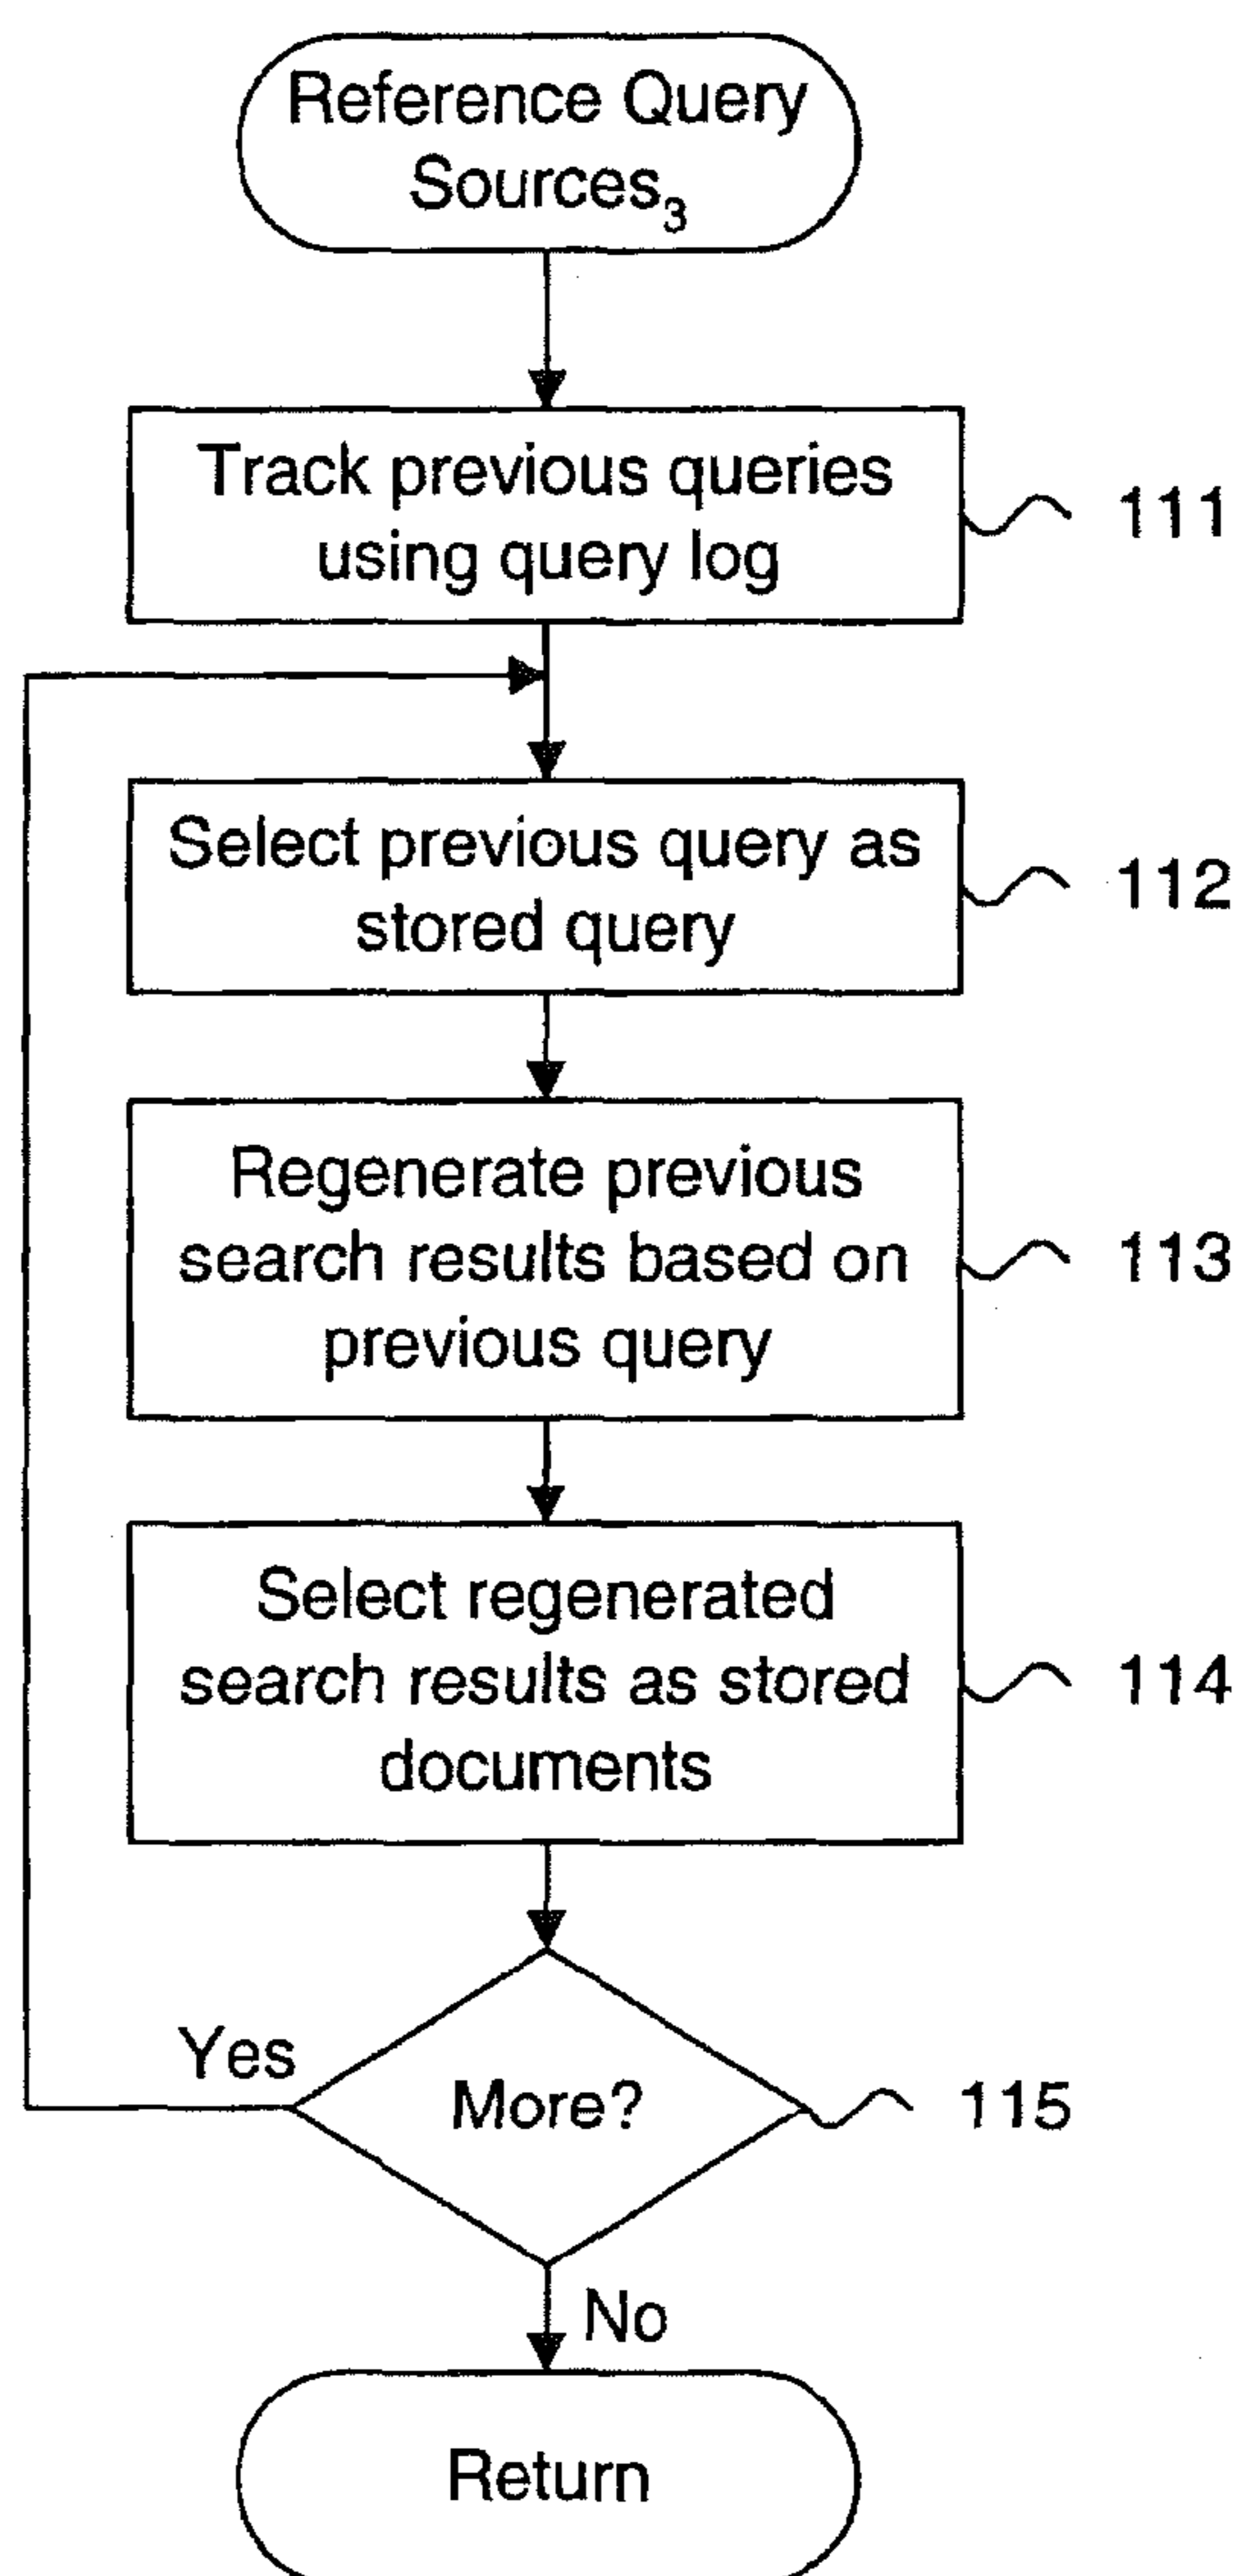 Reference Query
Sources₃
Track previous queries
using query log
111
Select previous query as
stored query
112
Regenerate previous
search results based on
previous query
113
Select regenerated
search results as stored
documents
114
Yes
More?
115
No
Return